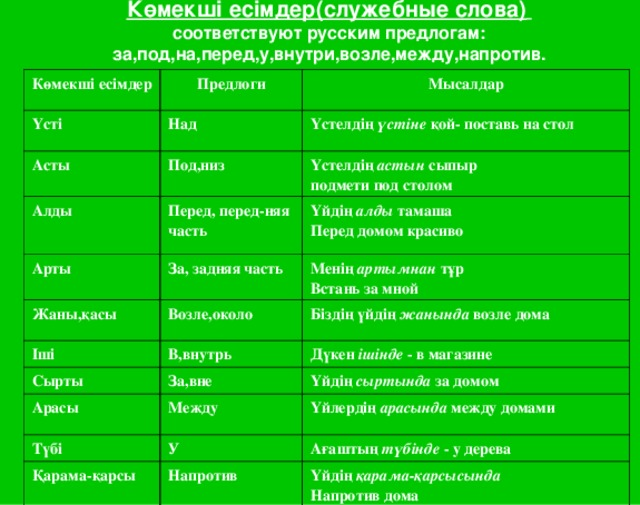 Көмекші есімдер(служебные слова)
соответствуют русским предлогам:
за,под,на,перед,у,внутри,возле,между,напротив.
Көмекші есімдер Предлоги Мысалдар
Үсті Над Үстелдің үстіне қой- поставь на стол
Асты Под,низ Үстелдің астын сыпыр
подмети под столом
Алды Перед, перед-няя Үйдің алды тамаша
часть Перед домом красиво
Арты За, задняя часть Менің артымнан тұр
Встань за мной
Жаны,қасы Возле,около Біздің үйдің жанында возле дома
Іші В,внутрь Дүкен ішінде - в магазине
Сырты За,вне Үйдің сыртында за домом
Арасы Между Үйлердің арасында между домами
Түбі У Ағаштың түбінде - у дерева
Қарама-қарсы Напротив Үйдің қарама-қарсысында
Напротив дома